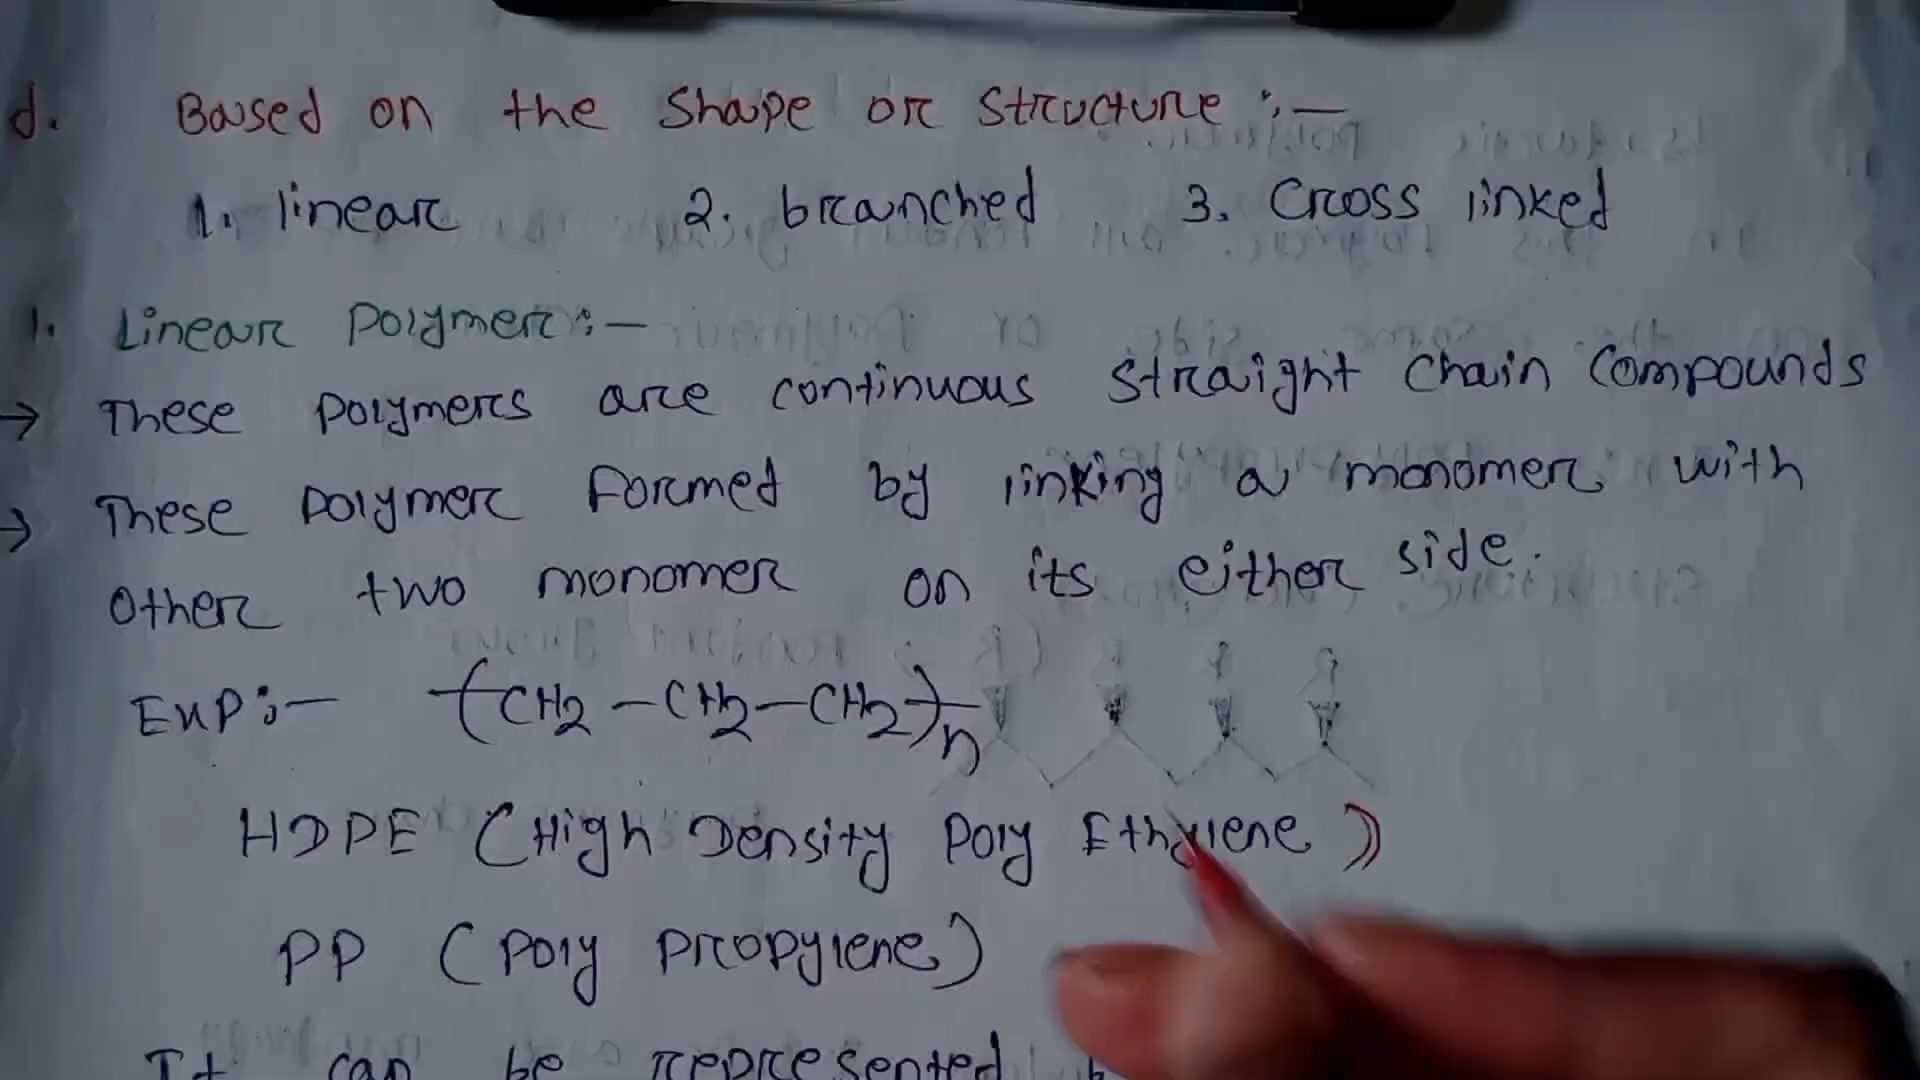 d. Based on the Shape or Structure :-
1. linear 2. branched 3. Cross linked
1. Linear Polymer:-
→ These polymers are continuous straight chain compounds
→ These polymer formed by linking a monomer with
other two monomer on its either side.
Exp:- -(CH2-CH2-CH2)-n
HDPE (High Density Poly Ethylene)
PP (Poly Propylene)
It can be represented